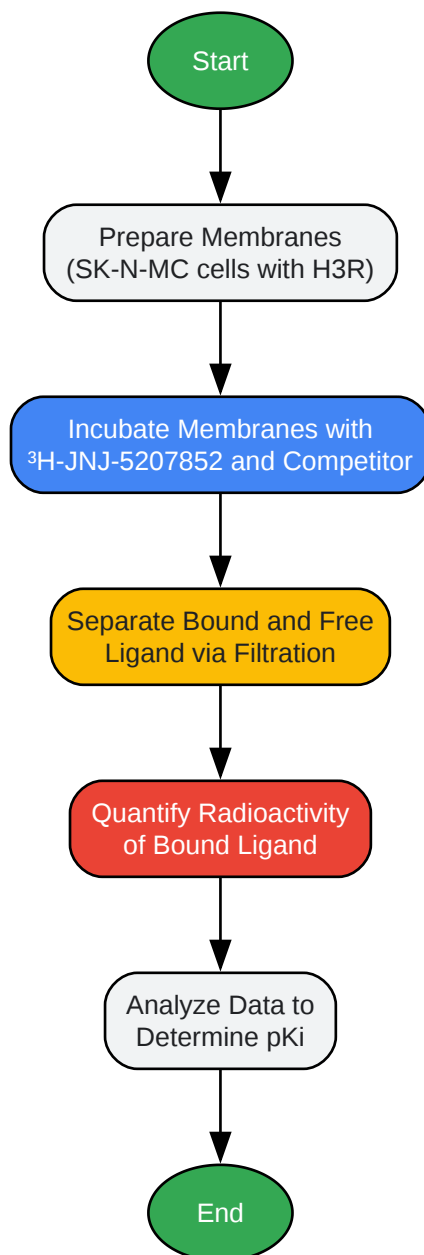 Start
Prepare Membranes
(SK-N-MC cells with H3R)
Incubate Membranes with
³H-JNJ-5207852 and Competitor
Separate Bound and Free
Ligand via Filtration
Quantify Radioactivity
of Bound Ligand
Analyze Data to
Determine pKi
End